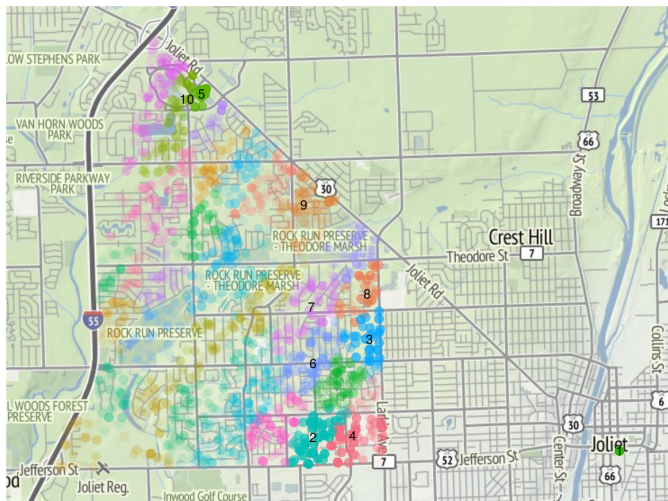 Joliet Rd
LOW STEPHENS PARK
5
10
53
VAN HORN WOODS
PARK
66
RIVERSIDE PARKWAY
PARK
30
Broadway St
9
171
ROCK RUN PRESERVE
- THEODORE MARSH
Crest Hill
Theodore St
7
ROCK RUN PRESERVE
- THEODORE MARSH
Joliet Rd
8
7
55
ROCK RUN PRESERVE
3
Collins St
6
6
L WOODS FOREST
PRESERVE
Lar Ave
30
2
4
Center St
Joliet
1
52
Jefferson St
7
Jefferson St
66
Joliet Reg.
Inwood Golf Course